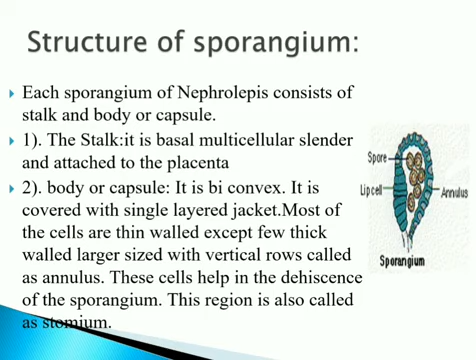 Structure of sporangium:
Each sporangium of Nephrolepis consists of
stalk and body or capsule.
1). The Stalk:it is basal multicellular slender
and attached to the placenta
2). body or capsule: It is bi convex. It is
covered with single layered jacket.Most of
the cells are thin walled except few thick
walled larger sized with vertical rows called
as annulus. These cells help in the dehiscence
of the sporangium. This region is also called
as stomium.
Spore
Lip cell
Annulus
Sporangium